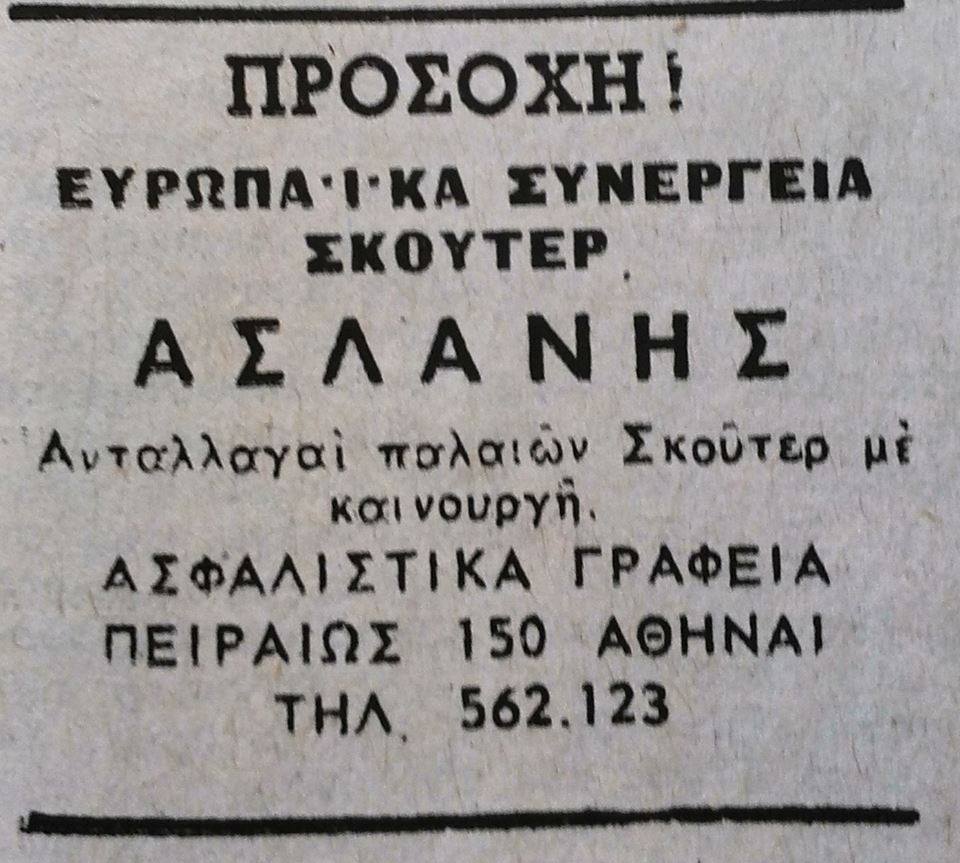 ΠΡΟΣΟΧΗ!
ΕΥΡΩΠΑ·Ι·ΚΑ ΣΥΝΕΡΓΕΙΑ
ΣΚΟΥΤΕΡ.
ΑΣΛΑΝΗΣ
Ἀνταλλαγαὶ παλαιῶν Σκοῦτερ μὲ
καινουργῆ.
ΑΣΦΑΛΙΣΤΙΚΑ ΓΡΑΦΕΙΑ
ΠΕΙΡΑΙΩΣ 150 ΑΘΗΝΑΙ
ΤΗΛ. 562.123